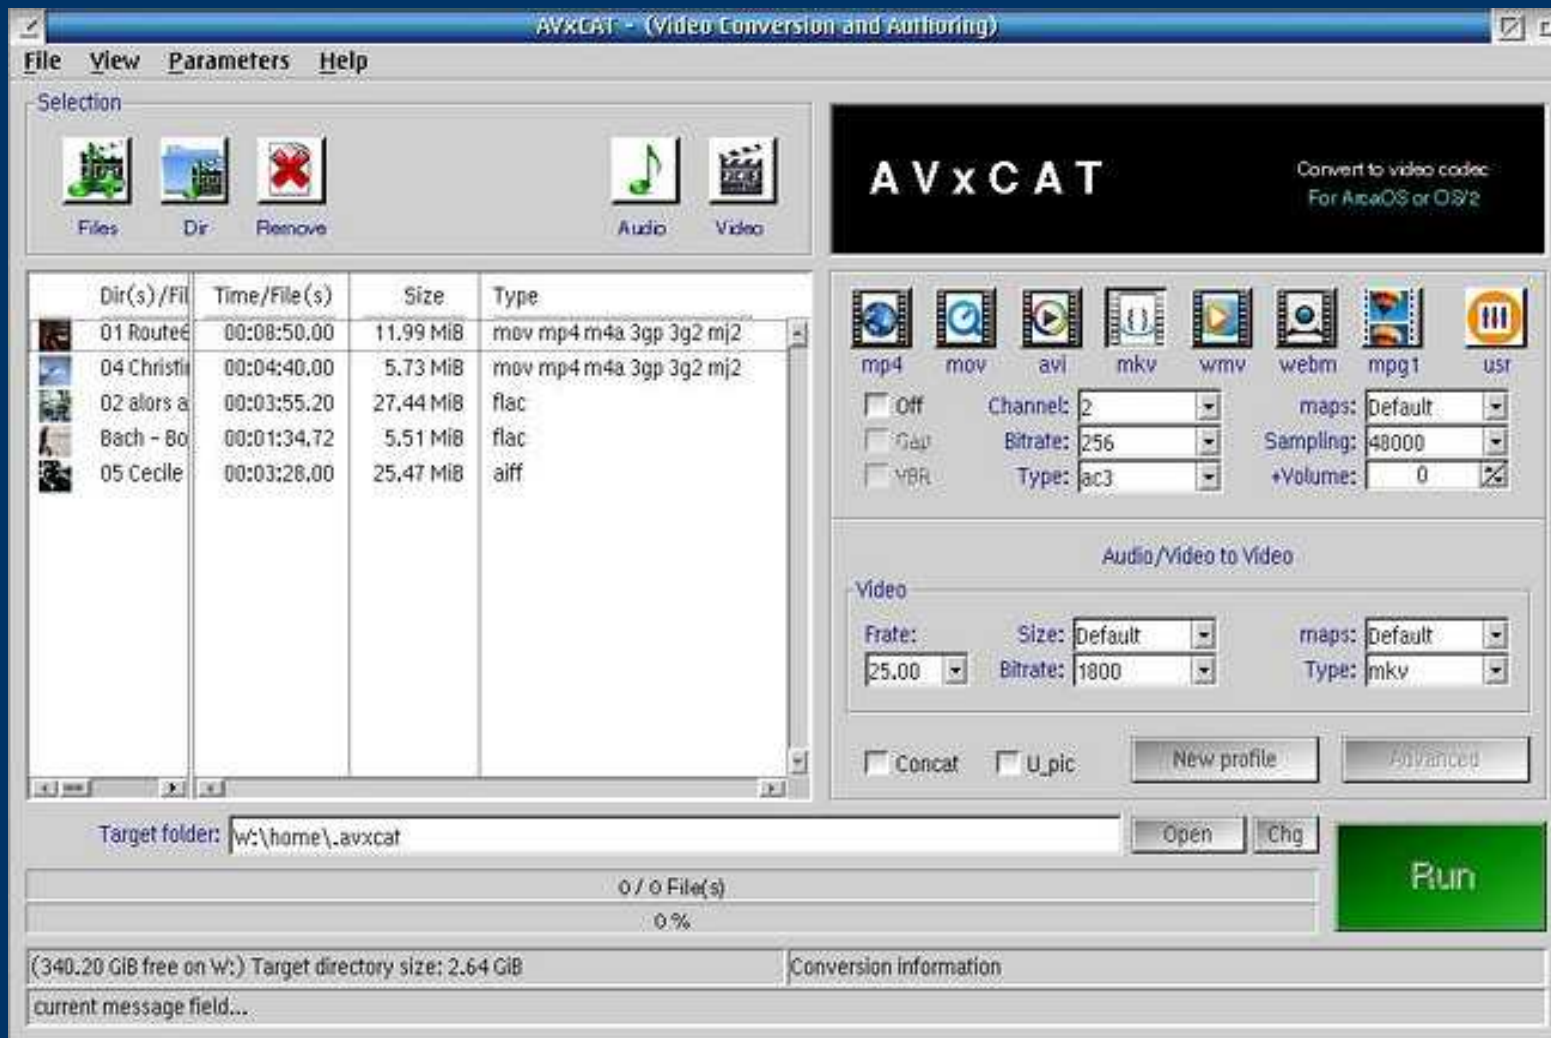 AVxCAT - (Video Conversion and Authoring)
File View Parameters Help
Selection
Files Dir Remove Audio Video
AVxCAT
Convert to video codec
For ArcaOS or OS/2
Dir(s)/Fil Time/File(s) Size Type
01 Route6 00:08:50.00 11.99 MiB mov mp4 m4a 3gp 3g2 mj2
04 Christin 00:04:40.00 5.73 MiB mov mp4 m4a 3gp 3g2 mj2
02 alors a 00:03:55.20 27.44 MiB flac
Bach - Bo 00:01:34.72 5.51 MiB flac
05 Cecile 00:03:28.00 25.47 MiB aiff
mp4 mov avi mkv wmv webm mpg1 usr
Off Channel: 2 maps: Default
Gap Bitrate: 256 Sampling: 48000
VBR Type: ac3 +Volume: 0
Audio/Video to Video
Video
Frate: Size: Default maps: Default
25.00 Bitrate: 1800 Type: mkv
Concat U_pic New profile Advanced
Target folder: w:\home\.avxcat Open Chg
Run
0 / 0 File(s)
0 %
(340.20 GiB free on W:) Target directory size: 2.64 GiB Conversion information
current message field...